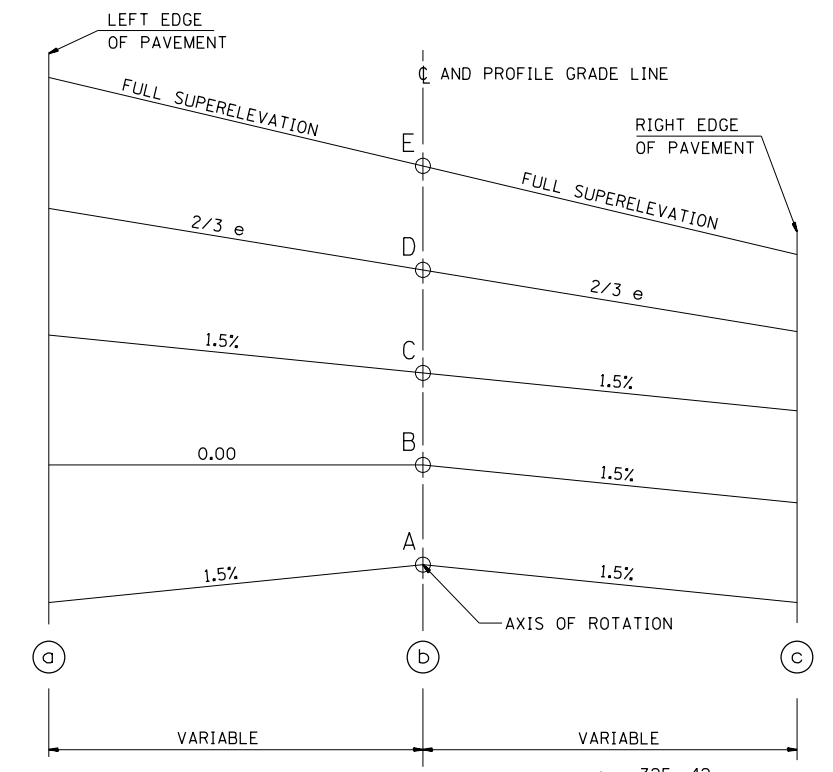 LEFT EDGE
OF PAVEMENT
℄ AND PROFILE GRADE LINE
FULL SUPERELEVATION
RIGHT EDGE
OF PAVEMENT
E
FULL SUPERELEVATION
2/3 e
D
2/3 e
1.5%
C
1.5%
0.00
B
1.5%
A
1.5%
1.5%
AXIS OF ROTATION
a
b
c
VARIABLE
VARIABLE